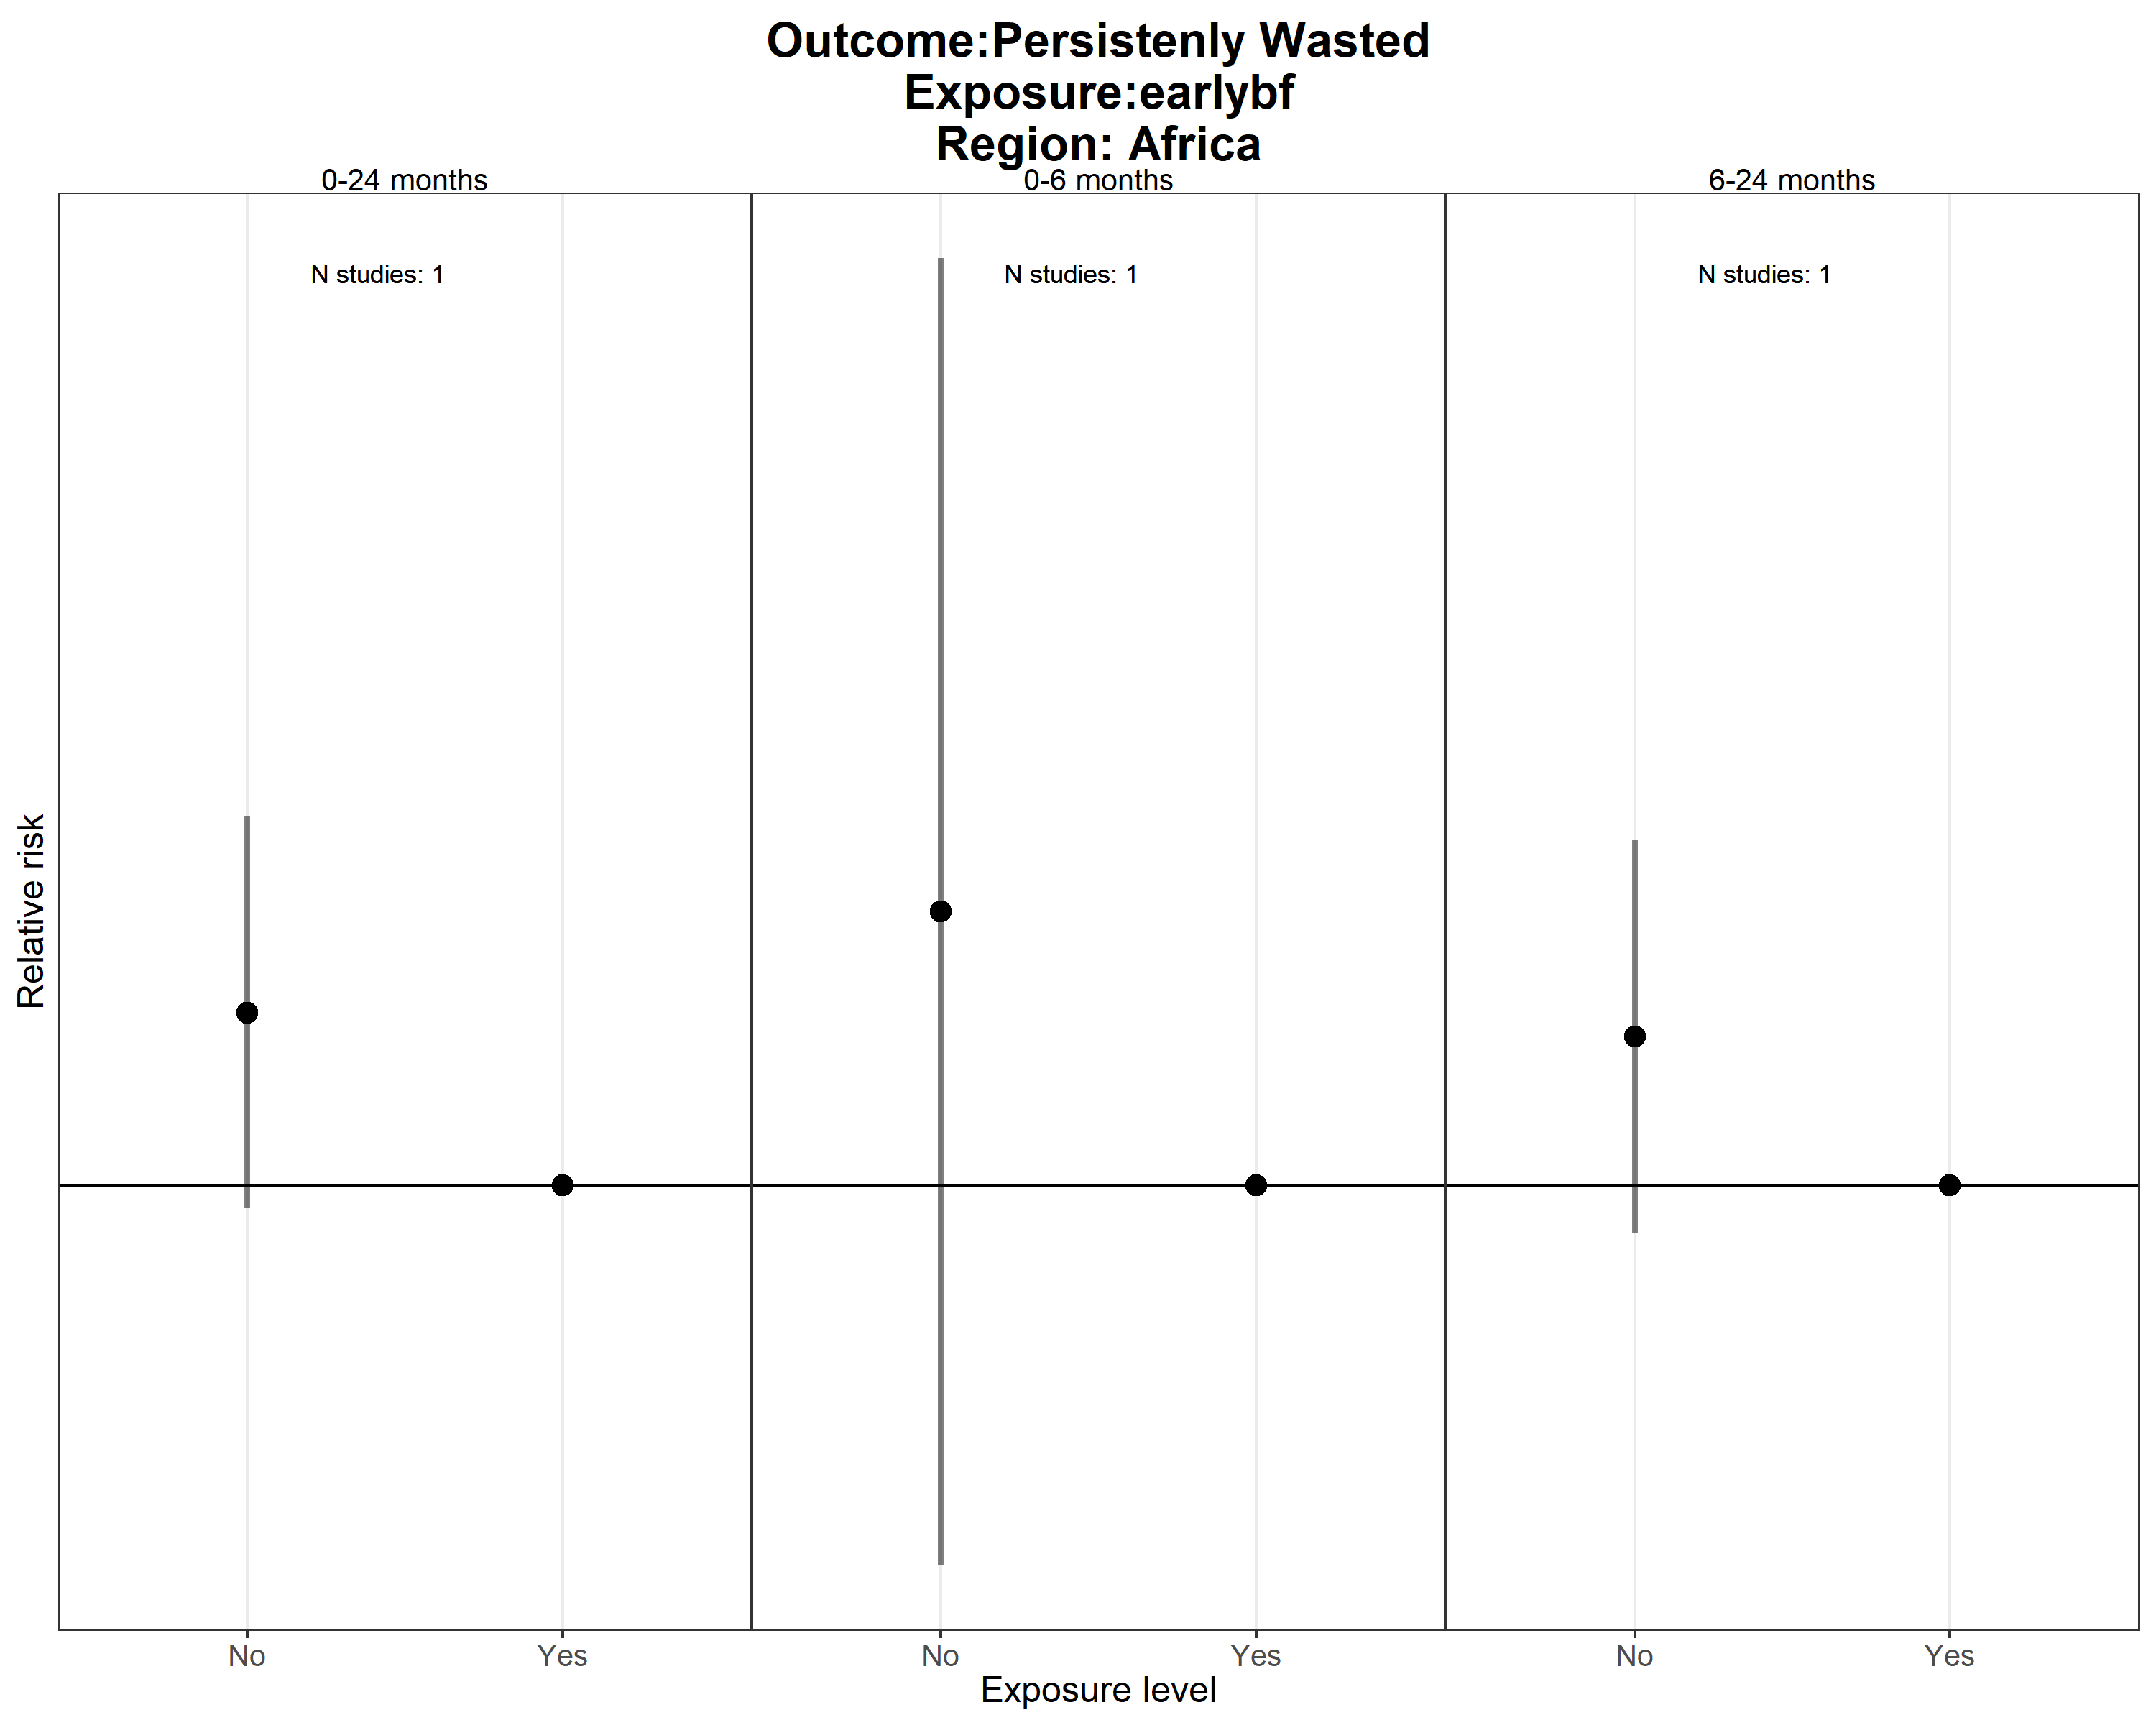 Outcome:Persistenly Wasted
Exposure:earlybf
Region: Africa
0-24 months
0-6 months
6-24 months
N studies: 1
N studies: 1
N studies: 1
Relative risk
No
Yes
No
Yes
No
Yes
Exposure level